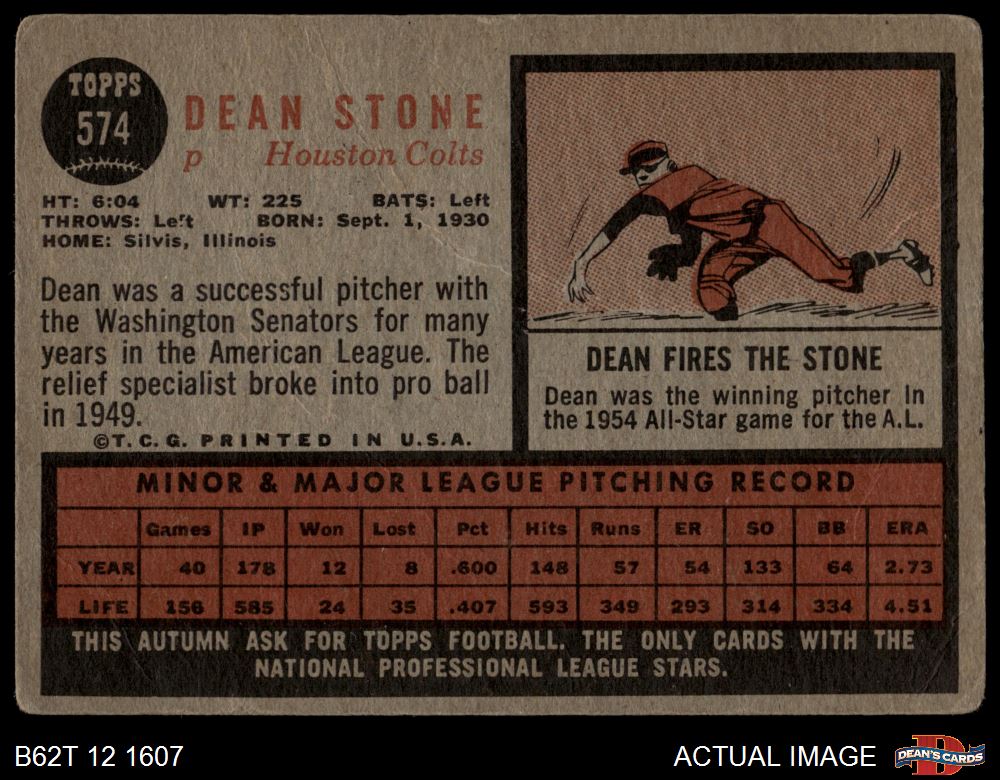 TOPPS
574
DEAN STONE
p Houston Colts
HT: 6:04 WT: 225 BATS: Left
THROWS: Left BORN: Sept. 1, 1930
HOME: Silvis, Illinois
Dean was a successful pitcher with
the Washington Senators for many
years in the American League. The
relief specialist broke into pro ball
in 1949.
©T.C.G. PRINTED IN U.S.A.
DEAN FIRES THE STONE
Dean was the winning pitcher in
the 1954 All-Star game for the A.L.
MINOR & MAJOR LEAGUE PITCHING RECORD
Games IP Won Lost Pct Hits Runs ER SO BB ERA
YEAR 40 178 12 8 .600 148 57 54 133 64 2.73
LIFE 156 585 24 35 .407 593 349 293 314 334 4.51
THIS AUTUMN ASK FOR TOPPS FOOTBALL. THE ONLY CARDS WITH THE
NATIONAL PROFESSIONAL LEAGUE STARS.
B62T 12 1607
ACTUAL IMAGE
D
DEAN'S CARDS